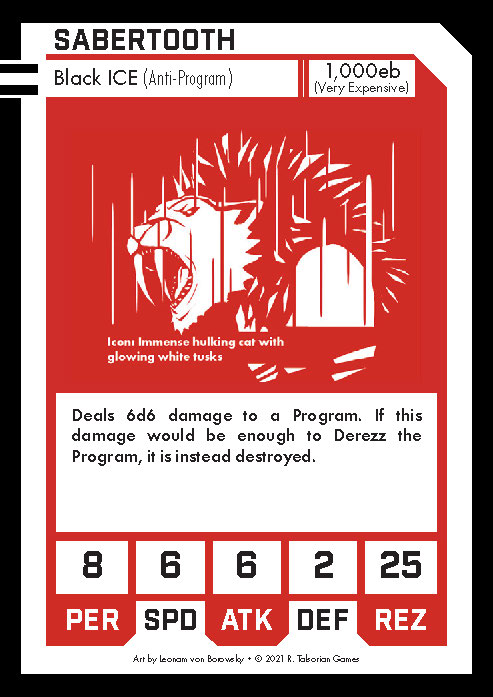 SABERTOOTH
Black ICE (Anti-Program)
1,000eb
(Very Expensive)
Icon: Immense hulking cat with
glowing white tusks
Deals 6d6 damage to a Program. If this
damage would be enough to Derezz the
Program, it is instead destroyed.
8 6 6 2 25
PER SPD ATK DEF REZ
Art by Leonam von Borowsky • © 2021 R. Talsorian Games